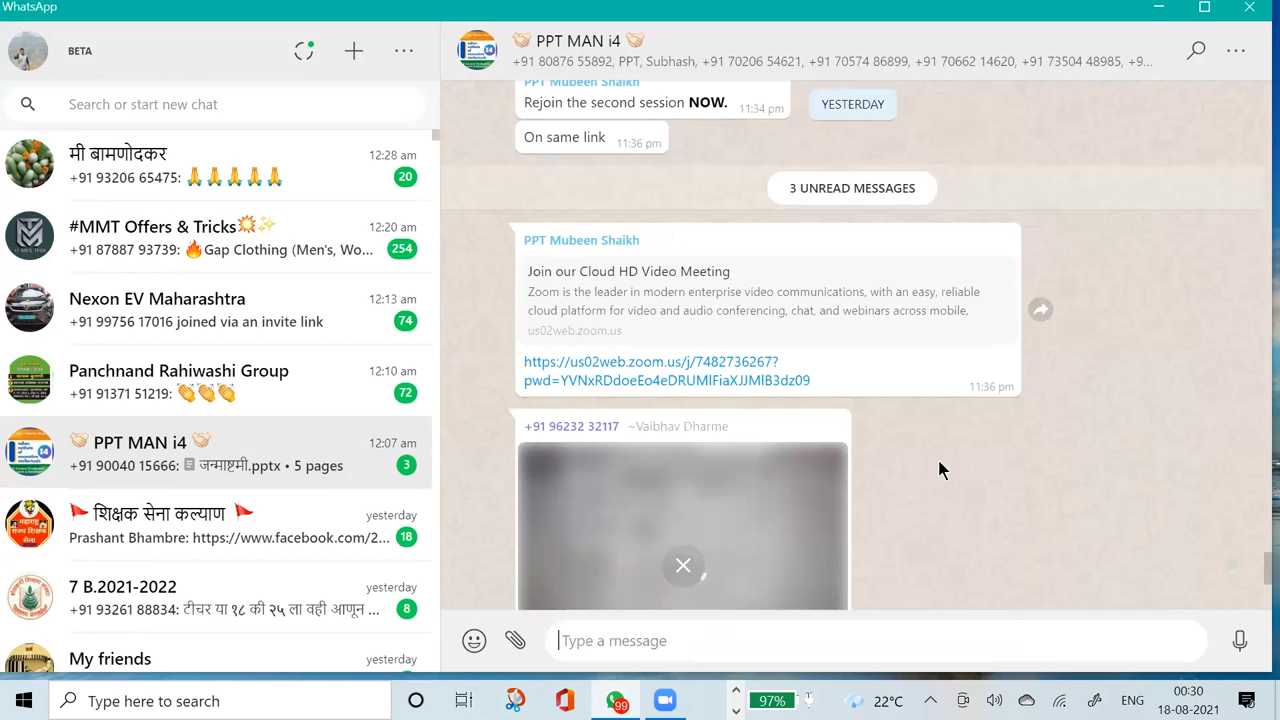 WhatsApp
BETA
Search or start new chat
मी बामणोदकर
12:28 am
+91 93206 65475: 🙏🙏🙏🙏🙏
20
#MMT Offers & Tricks💥✨
12:20 am
+91 87887 93739: 🔥Gap Clothing (Men's, Wo...
254
Nexon EV Maharashtra
12:13 am
+91 99756 17016 joined via an invite link
74
Panchnand Rahiwashi Group
12:10 am
+91 91371 51219: 👏👏👏
72
🤝 PPT MAN i4 🤝
12:07 am
+91 90040 15666: जन्माष्टमी.pptx • 5 pages
3
🚩 शिक्षक सेना कल्याण 🚩
yesterday
Prashant Bhambre: https://www.facebook.com/2...
18
7 B.2021-2022
yesterday
+91 93261 88834: टीचर या १८ की २५ ला वही आणून ...
8
My friends
yesterday
🤝 PPT MAN i4 🤝
+91 80876 55892, PPT, Subhash, +91 70206 54621, +91 70574 86899, +91 70662 14620, +91 73504 48985, +9...
PPT Mubeen Shaikh
Rejoin the second session NOW.
11:34 pm
YESTERDAY
On same link
11:36 pm
3 UNREAD MESSAGES
PPT Mubeen Shaikh
Join our Cloud HD Video Meeting
Zoom is the leader in modern enterprise video communications, with an easy, reliable
cloud platform for video and audio conferencing, chat, and webinars across mobile,
us02web.zoom.us
https://us02web.zoom.us/j/7482736267?
pwd=YVNxRDdoeEo4eDRUMlFiaXJJMlB3dz09
11:36 pm
+91 96232 32117 ~Vaibhav Dharme
Type a message
Type here to search
99
97%
22°C
ENG
00:30
18-08-2021